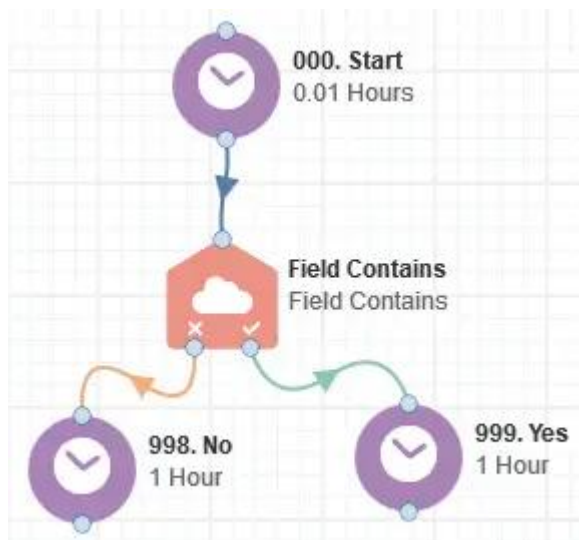 000. Start
0.01 Hours
Field Contains
Field Contains
998. No
1 Hour
999. Yes
1 Hour